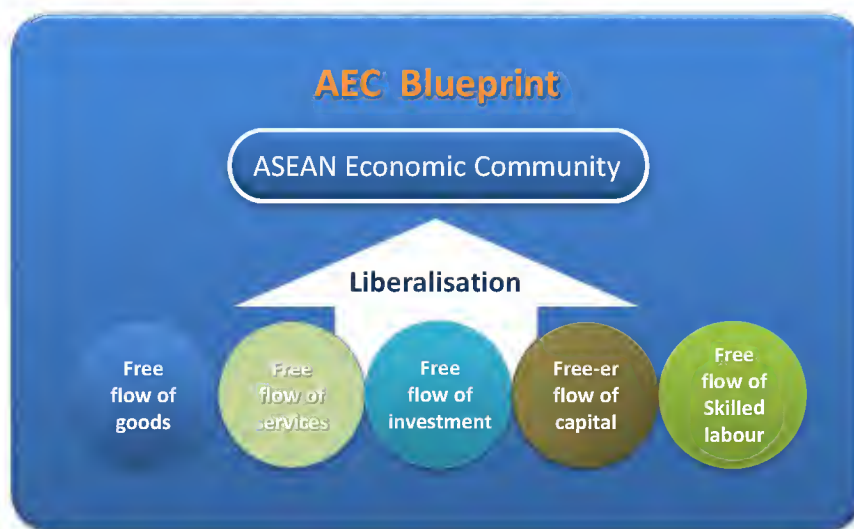 AEC Blueprint
ASEAN Economic Community
Liberalisation
Free
flow of
goods
Free
flow of
services
Free
flow of
investment
Free-er
flow of
capital
Free
flow of
Skilled
labour